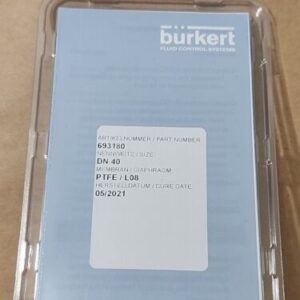 bürkert
FLUID CONTROL SYSTEMS
ARTIKELNUMMER / PART NUMBER
693180
NENNWEITE / SIZE
DN 40
MEMBRAN / DIAPHRAGM
PTFE / L08
HERSTELLDATUM / CURE DATE
05/2021